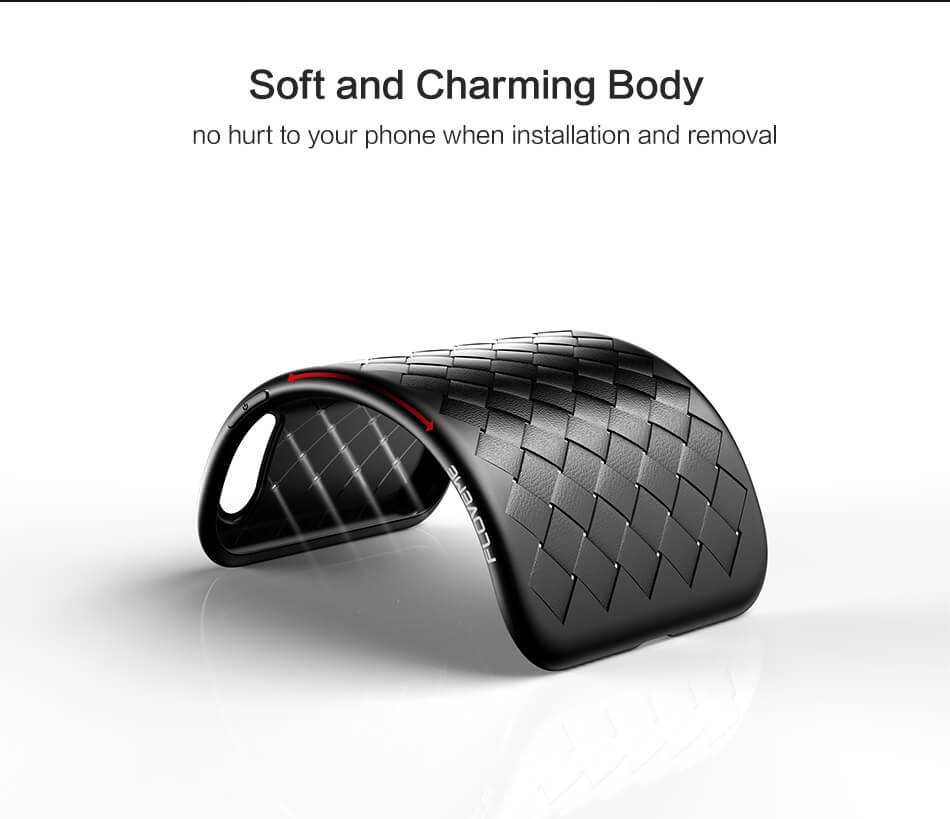 Soft and Charming Body
no hurt to your phone when installation and removal
FLOVEME